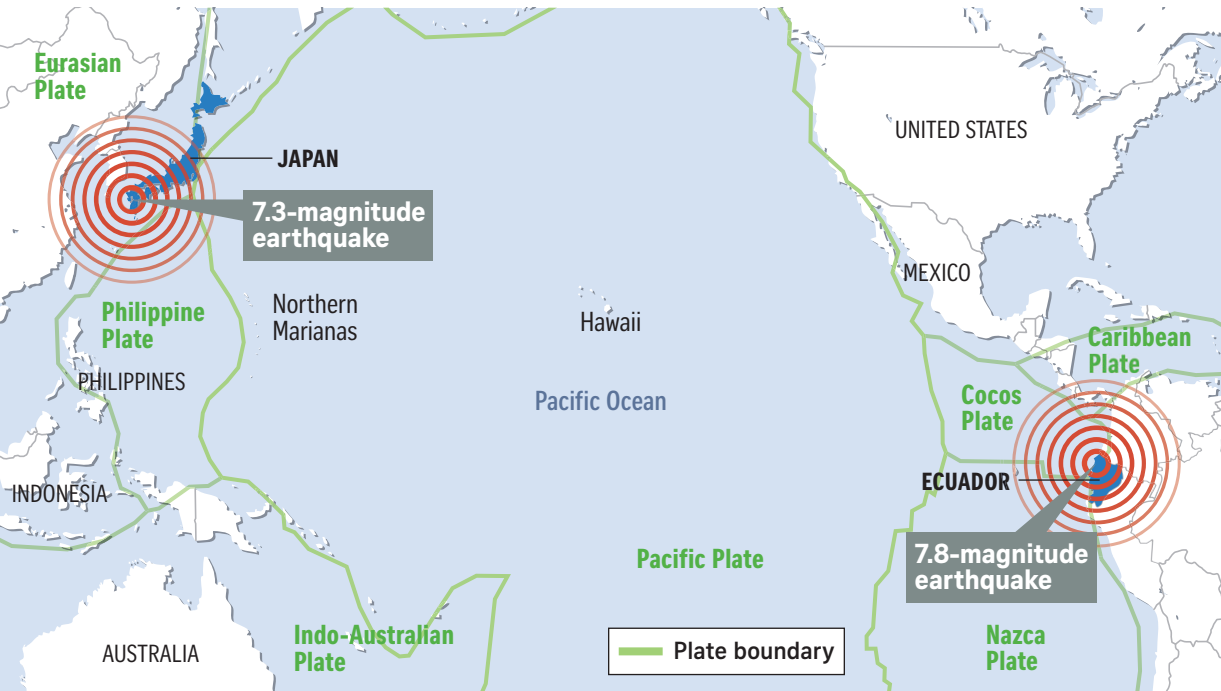 Eurasian
Plate
UNITED STATES
JAPAN
7.3-magnitude
earthquake
MEXICO
Philippine
Plate
Northern
Marianas
Hawaii
Caribbean
Plate
PHILIPPINES
Pacific Ocean
Cocos
Plate
INDONESIA
ECUADOR
7.8-magnitude
earthquake
Pacific Plate
Indo-Australian
Plate
AUSTRALIA
Plate boundary
Nazca
Plate